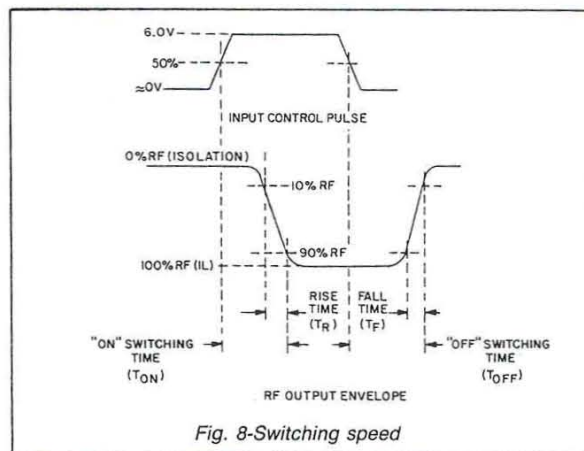 6.0V
50%
≈0V
INPUT CONTROL PULSE
0% RF (ISOLATION)
10% RF
90% RF
100% RF (IL)
RISE
TIME
(TR)
FALL
TIME
(TF)
"ON" SWITCHING
TIME
(TON)
"OFF" SWITCHING
TIME
(TOFF)
RF OUTPUT ENVELOPE
Fig. 8-Switching speed